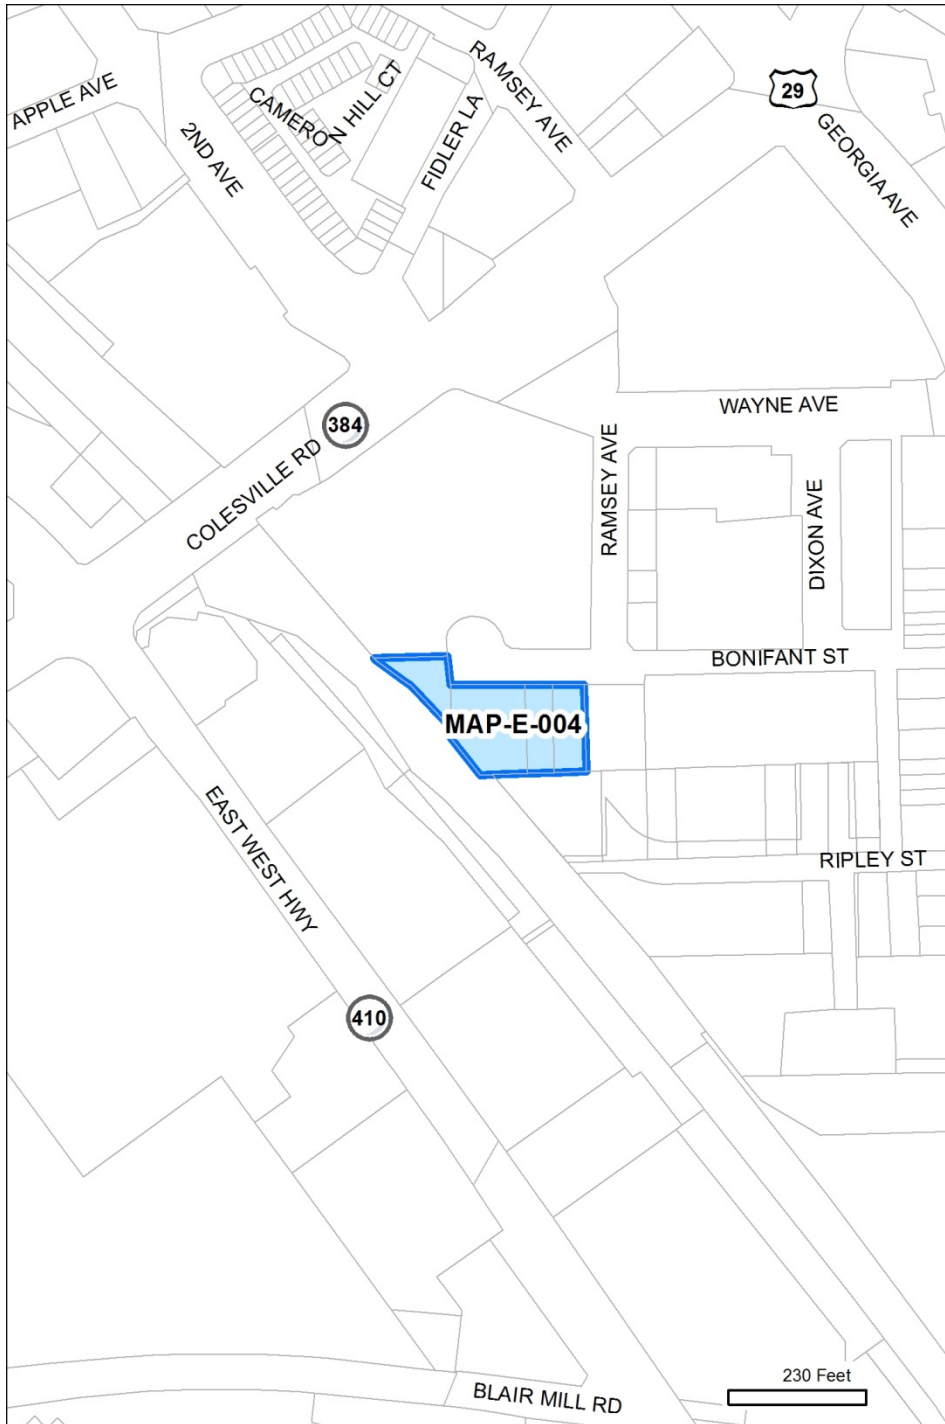 RAMSEY AVE
29
APPLE AVE
CAMERO
N HILL CT
2ND AVE
FIDLER LA
GEORGIA AVE
WAYNE AVE
384
COLESVILLE RD
RAMSEY AVE
DIXON AVE
BONIFANT ST
MAP-E-004
EAST WEST HWY
RIPLEY ST
410
230 Feet
BLAIR MILL RD